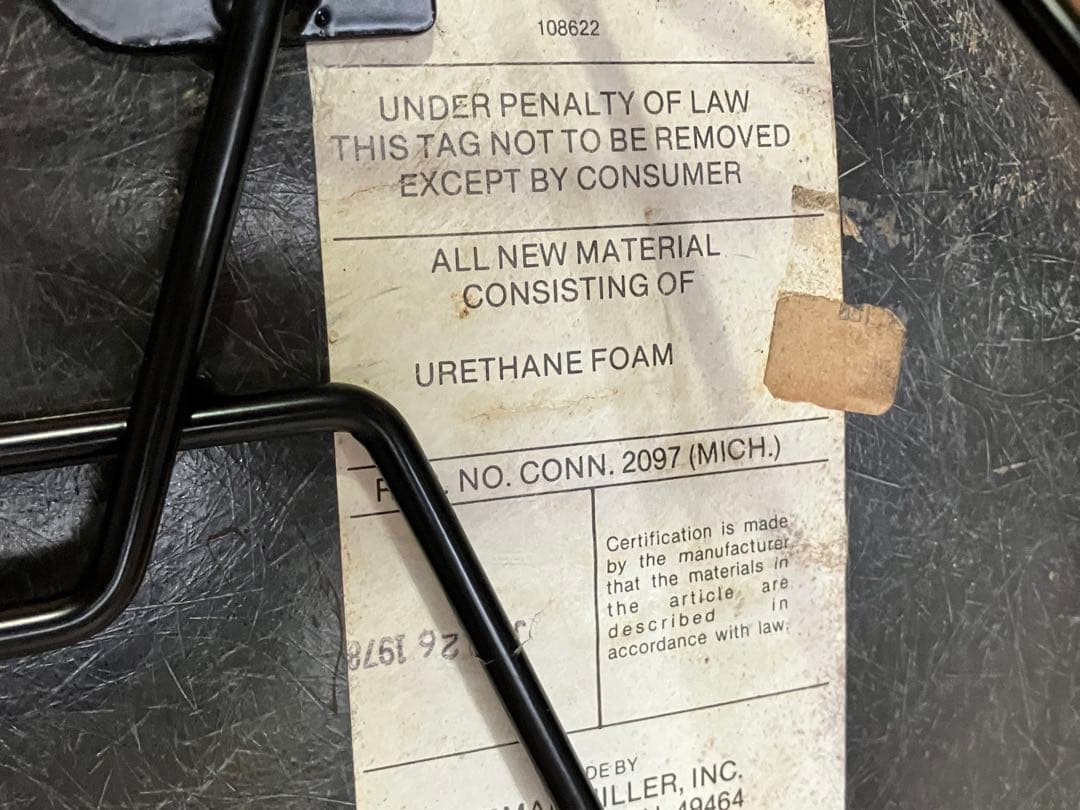 108622
UNDER PENALTY OF LAW
THIS TAG NOT TO BE REMOVED
EXCEPT BY CONSUMER
ALL NEW MATERIAL
CONSISTING OF
URETHANE FOAM
NO. CONN. 2097 (MICH.)
Certification is made
by the manufacturer
that the materials in
the article are
described in
accordance with law.
26 1978
BY
INC.
49464